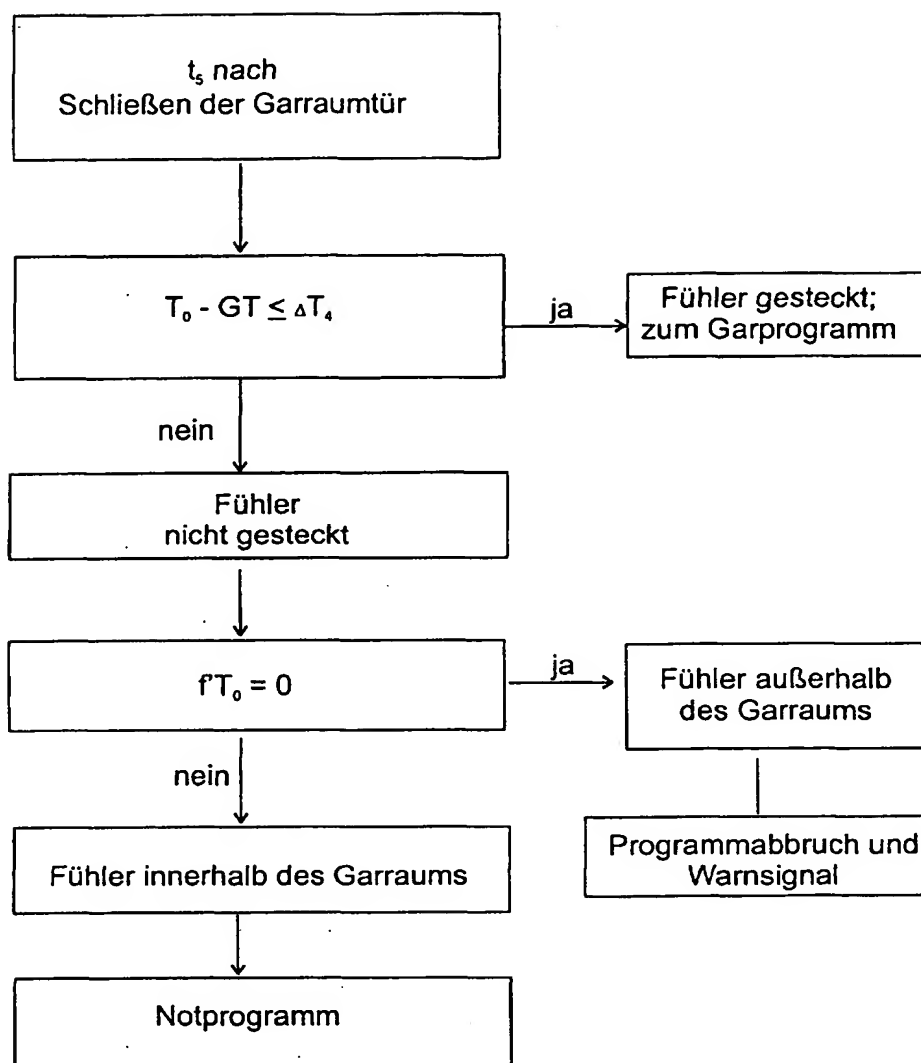 t₅ nach
Schließen der Garraumtür
T₀ - GT ≤ ΔT₄
ja
Fühler gesteckt;
zum Garprogramm
nein
Fühler
nicht gesteckt
f'T₀ = 0
ja
Fühler außerhalb
des Garraums
nein
Programmabbruch und
Warnsignal
Fühler innerhalb des Garraums
Notprogramm